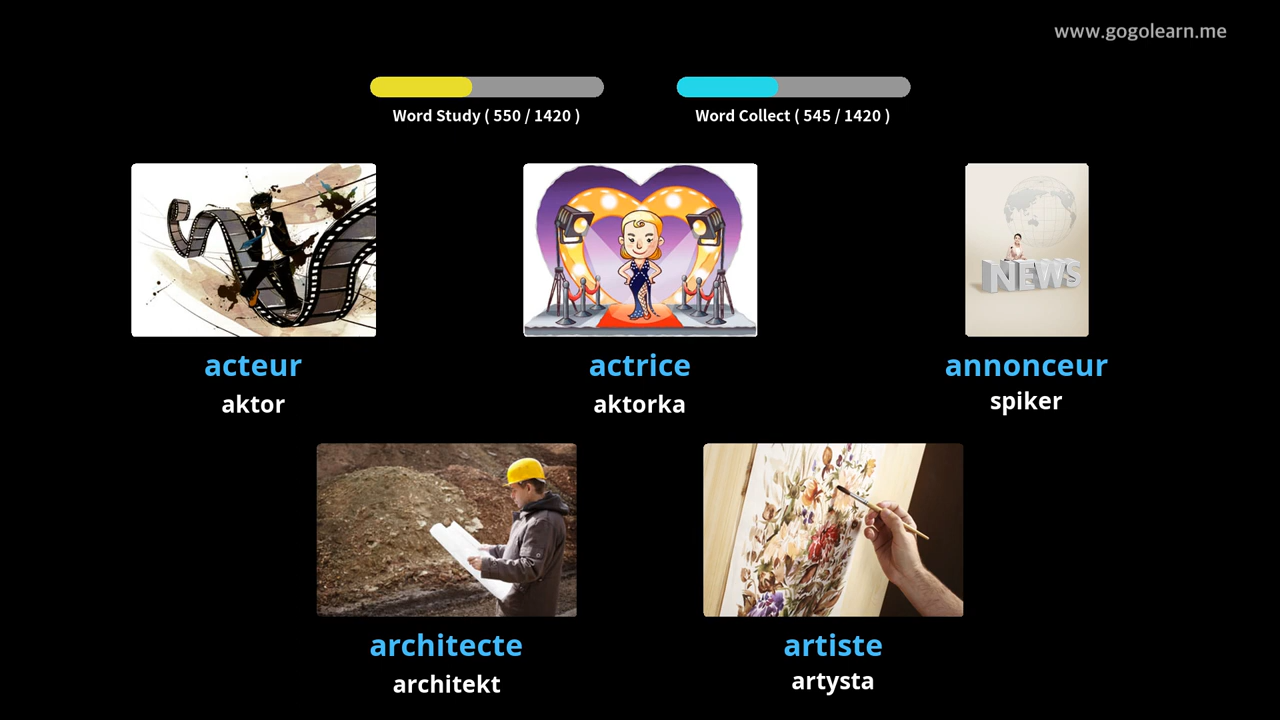 www.gogolearn.me
Word Study ( 550 / 1420 )
Word Collect ( 545 / 1420 )
NEWS
acteur
actrice
annonceur
aktor
aktorka
spiker
architecte
artiste
architekt
artysta